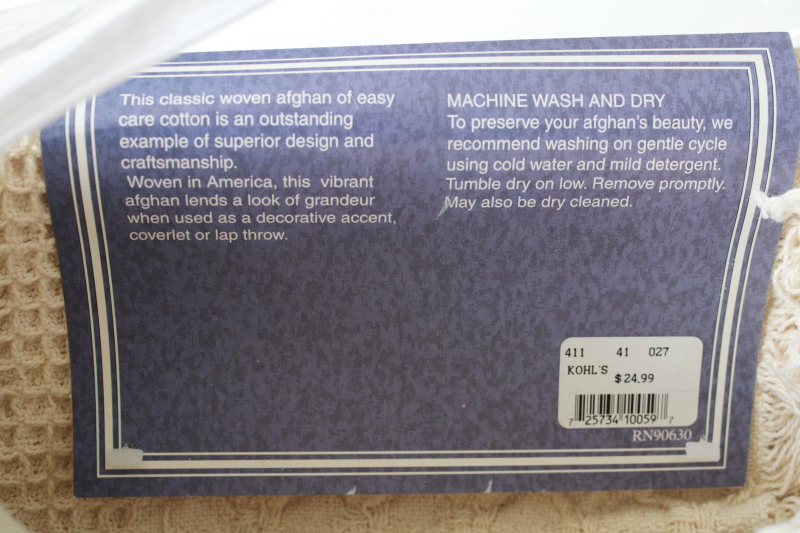 This classic woven afghan of easy
care cotton is an outstanding
example of superior design and
craftsmanship.
Woven in America, this vibrant
afghan lends a look of grandeur
when used as a decorative accent,
coverlet or lap throw.
MACHINE WASH AND DRY
To preserve your afghan's beauty, we
recommend washing on gentle cycle
using cold water and mild detergent.
Tumble dry on low. Remove promptly.
May also be dry cleaned.
411 41 027
KOHL'S
$24.99
7 25734 10059 7
RN90630